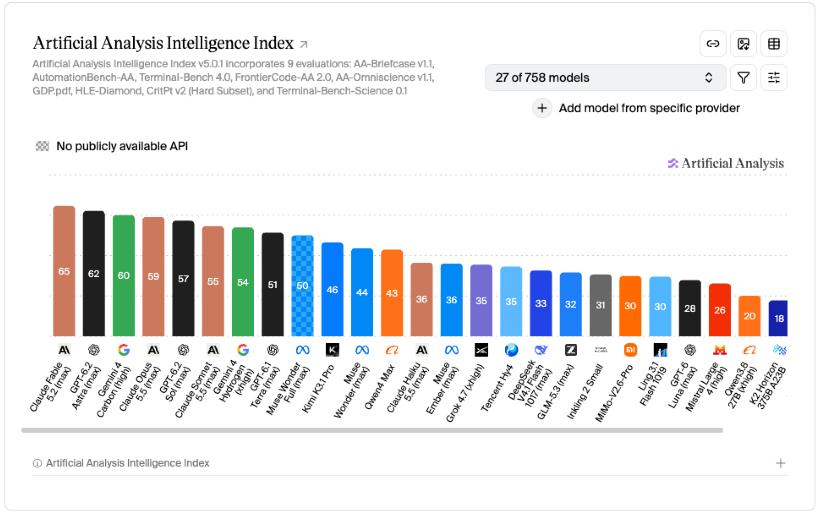 Artificial Analysis Intelligence Index
Artificial Analysis Intelligence Index v5.0.1 incorporates 9 evaluations: AA-Briefcase v1.1,
AutomationBench-AA, Terminal-Bench 4.0, FrontierCode-AA 2.0, AA-Omniscience v1.1,
GDP.pdf, HLE-Diamond, CritPt v2 (Hard Subset), and Terminal-Bench-Science 0.1
27 of 758 models
Add model from specific provider
No publicly available API
Artificial Analysis
65
62
60
59
57
55
54
51
50
46
44
43
36
36
35
35
33
32
31
30
30
28
26
20
18
Claude Fable
5.2 (max)
GPT-6.2
Astra (max)
Gemini 4
Carbon (high)
Claude Opus
5.5 (max)
GPT-6.2
Sol (max)
Claude Sonnet
5.5 (max)
Gemini 4
Hydrogen
(xhigh)
GPT-6.1
Terra (max)
Muse Wonder
Full (max)
Kimi K3.1 Pro
Muse
Wonder (max)
Qwen4 Max
Claude Haiku
5.5 (max)
Muse
Ember (max)
Grok 4.7 (xhigh)
Tencent Hy4
DeepSeek
V4.1 Flash
1017 (max)
GLM-5.3 (max)
Inkling 2 Small
MiMo-V2.6-Pro
Ling 3.1
Flash 1019
GPT-6
Luna (max)
Mistral Large
4 (high)
27B (xhigh)
K2 Horizon
375B A23B
Artificial Analysis Intelligence Index